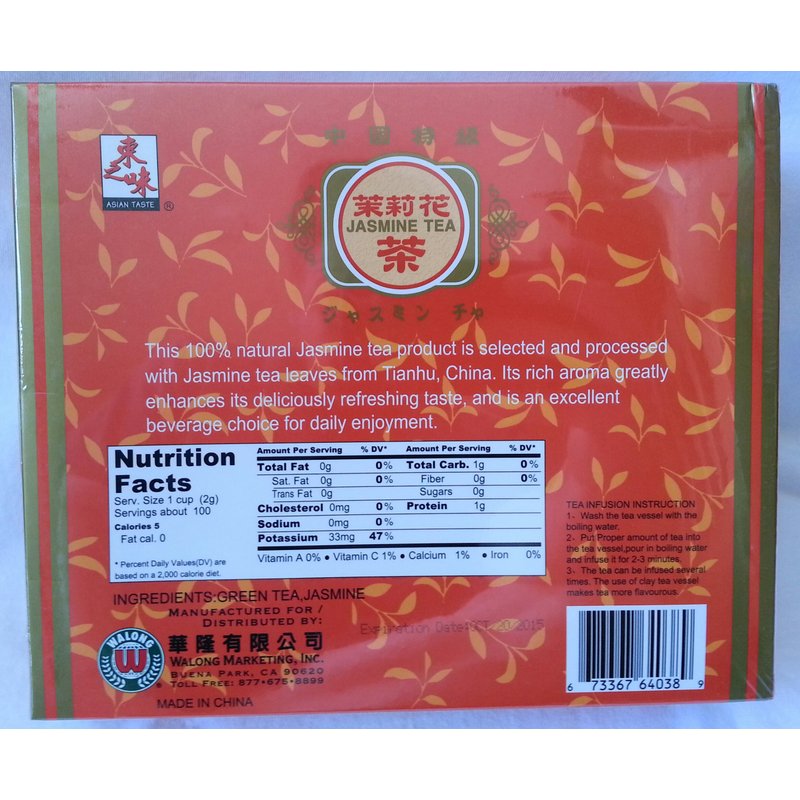 中國特級
東之味
ASIAN TASTE ®
茉莉花
JASMINE TEA
茶
ジャスミン チャ
This 100% natural Jasmine tea product is selected and processed
with Jasmine tea leaves from Tianhu, China. Its rich aroma greatly
enhances its deliciously refreshing taste, and is an excellent
beverage choice for daily enjoyment.
Nutrition
Facts
Serv. Size 1 cup (2g)
Servings about 100
Calories 5
Fat cal. 0
* Percent Daily Values(DV) are
based on a 2,000 calorie diet.
Amount Per Serving % DV* Amount Per Serving % DV*
Total Fat 0g 0% Total Carb. 1g 0%
Sat. Fat 0g 0% Fiber 0g 0%
Trans Fat 0g Sugars 0g
Cholesterol 0mg 0% Protein 1g
Sodium 0mg 0%
Potassium 33mg 47%
Vitamin A 0% ● Vitamin C 1% ● Calcium 1% ● Iron 0%
TEA INFUSION INSTRUCTION
1、Wash the tea vessel with the
boiling water.
2、Put Proper amount of tea into
the tea vessel,pour in boiling water
and infuse it for 2-3 minutes.
3、The tea can be infused several
times. The use of clay tea vessel
makes tea more flavourous.
INGREDIENTS:GREEN TEA,JASMINE
MANUFACTURED FOR /
DISTRIBUTED BY:
WALONG
W
華隆有限公司
WALONG MARKETING, INC.
BUENA PARK, CA 90620
® TOLL FREE: 877•675•8899
MADE IN CHINA
Expiration Date:OCT 20 2015
6 73367 64038 9